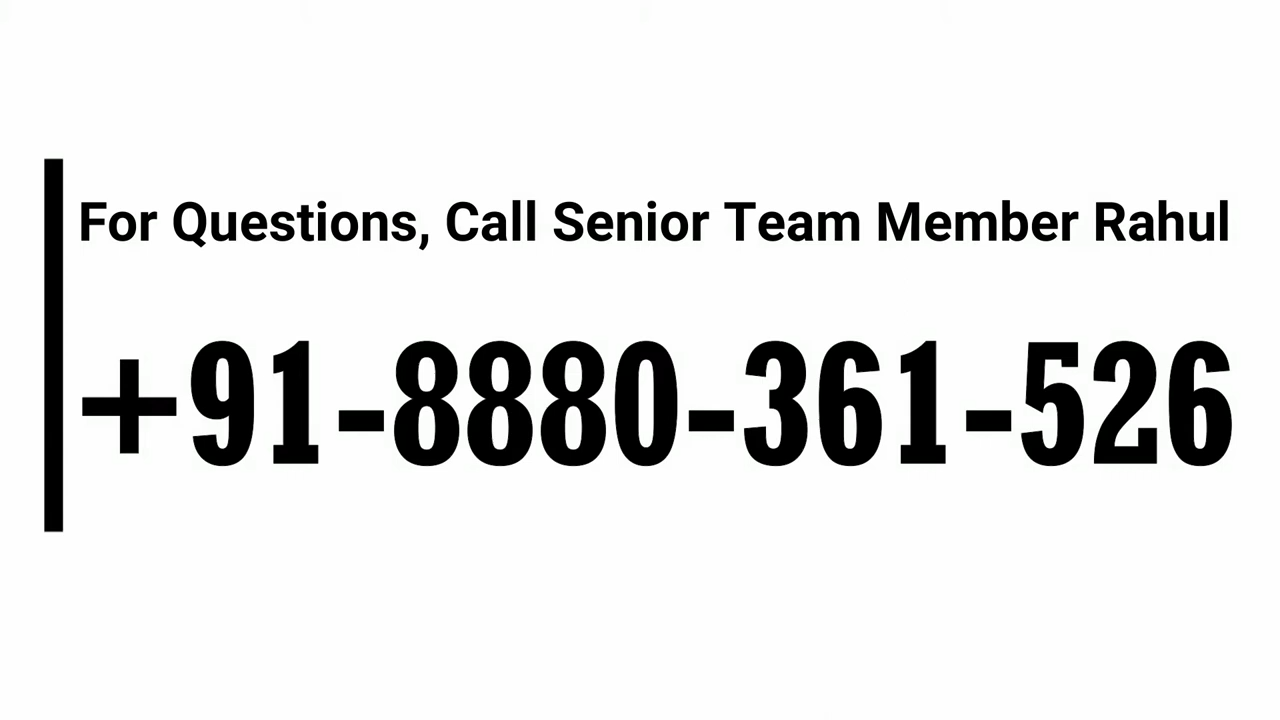 For Questions, Call Senior Team Member Rahul
+91-8880-361-526